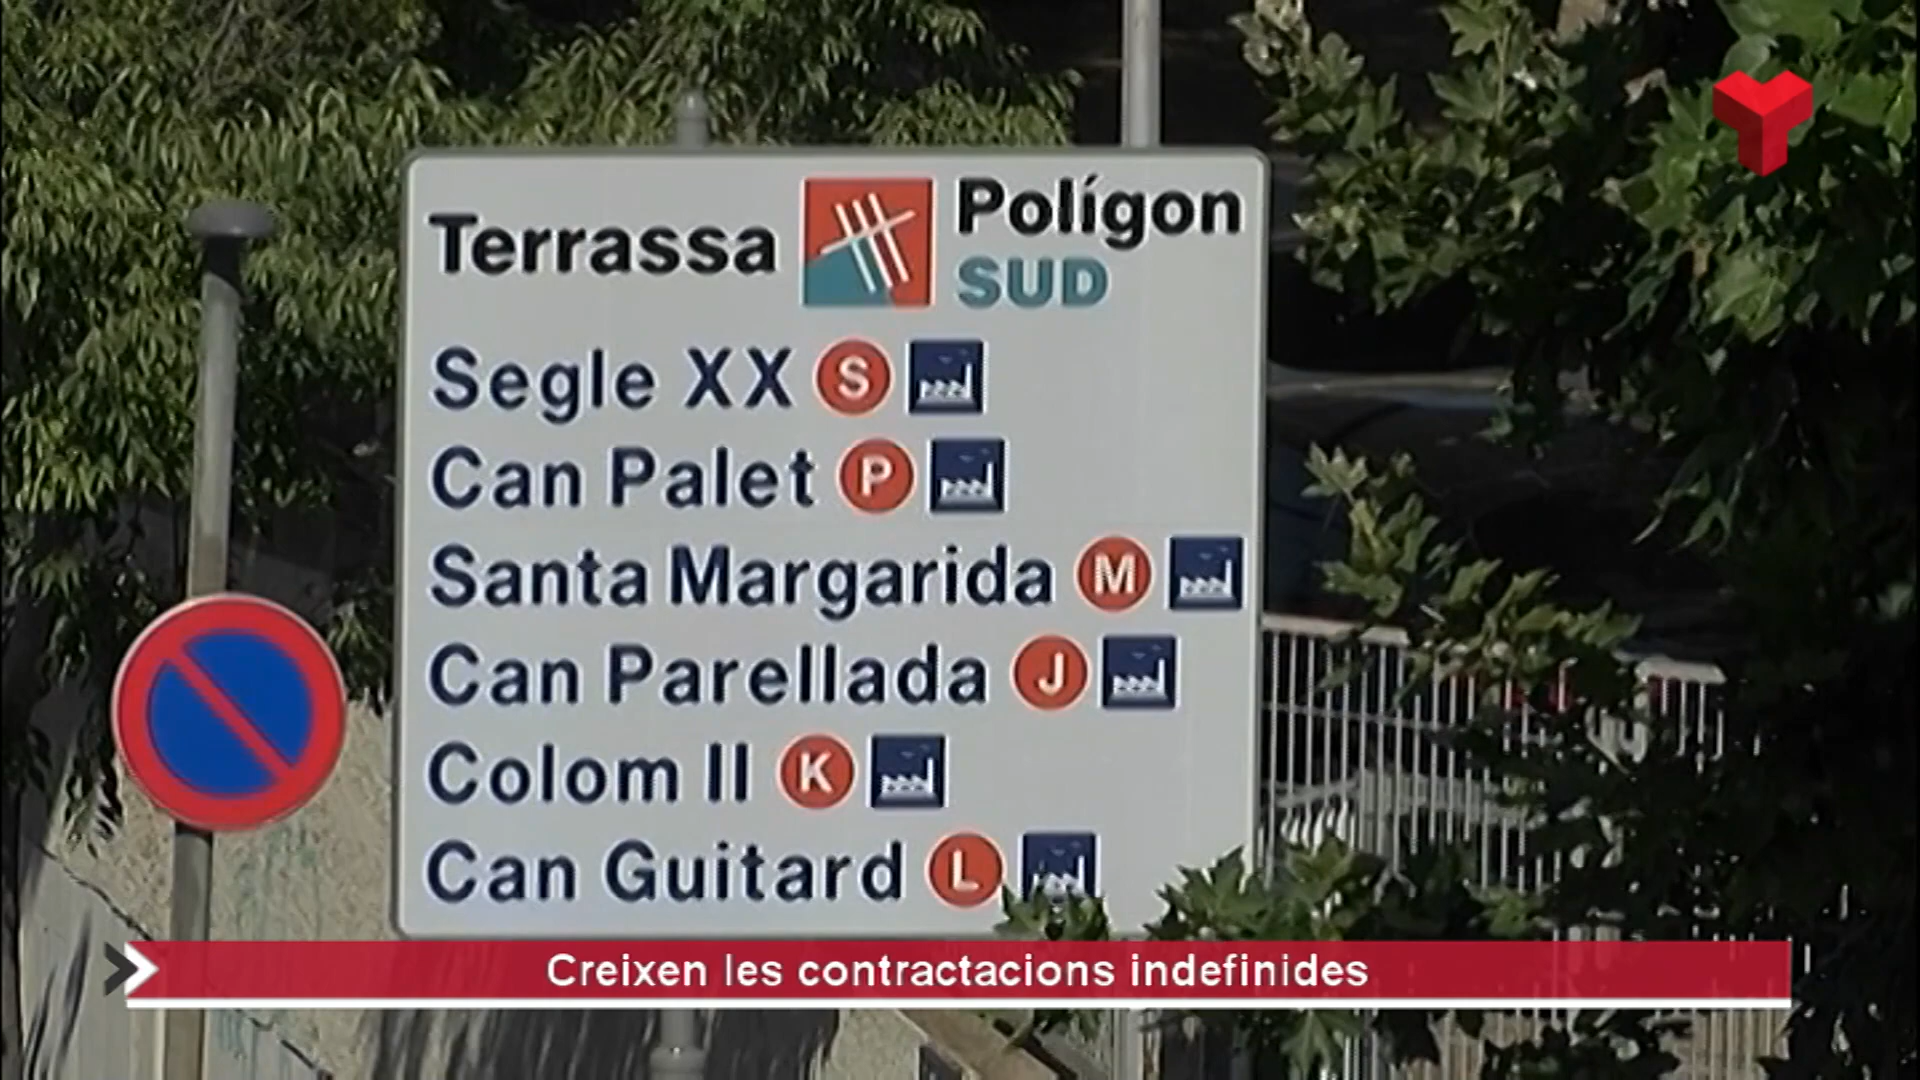 Terrassa Polígon
SUD
Segle XX S
Can Palet P
Santa Margarida M
Can Parellada J
Colom II K
Can Guitard L
Creixen les contractacions indefinides